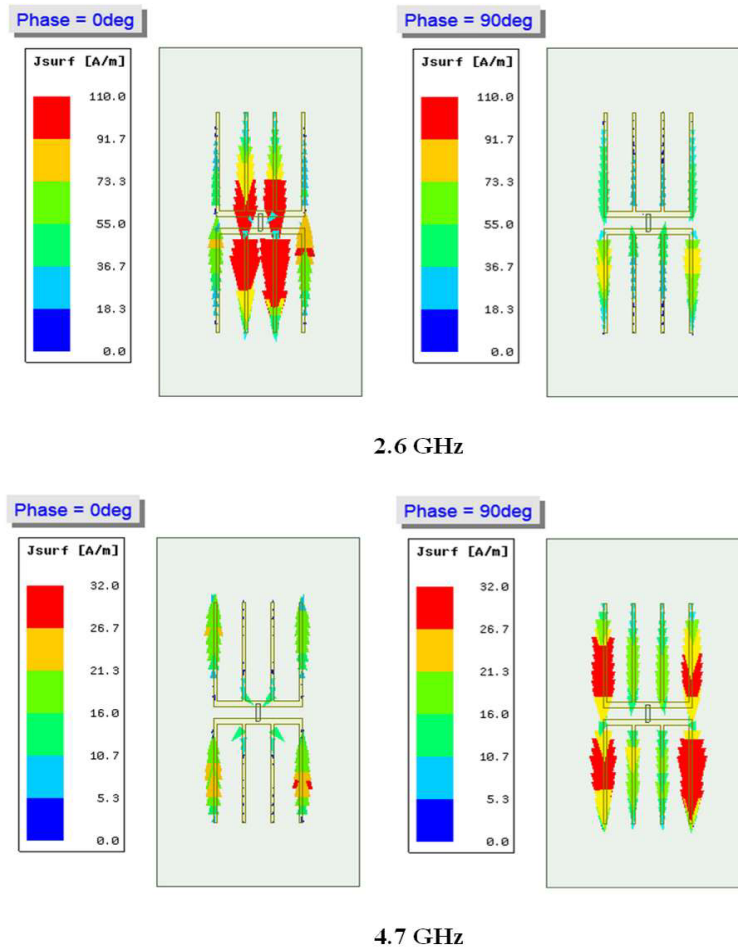 Phase = 0deg
Jsurf [A/m]
110.0
91.7
73.3
55.0
36.7
18.3
0.0
Phase = 90deg
Jsurf [A/m]
110.0
91.7
73.3
55.0
36.7
18.3
0.0
2.6 GHz
Phase = 0deg
Jsurf [A/m]
32.0
26.7
21.3
16.0
10.7
5.3
0.0
Phase = 90deg
Jsurf [A/m]
32.0
26.7
21.3
16.0
10.7
5.3
0.0
4.7 GHz